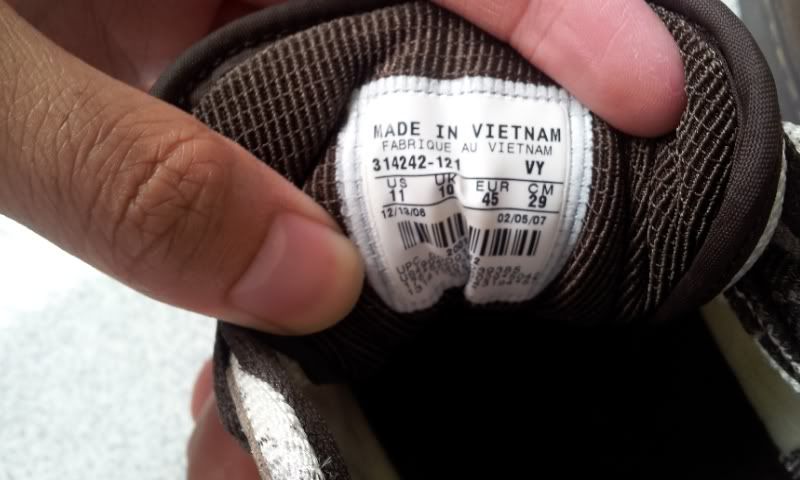 MADE IN VIETNAM
FABRIQUE AU VIETNAM
314242-121 VY
US UK EUR CM
11 10 45 29
12/13/06 02/05/07
UPC